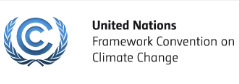 United Nations
Framework Convention on
Climate Change